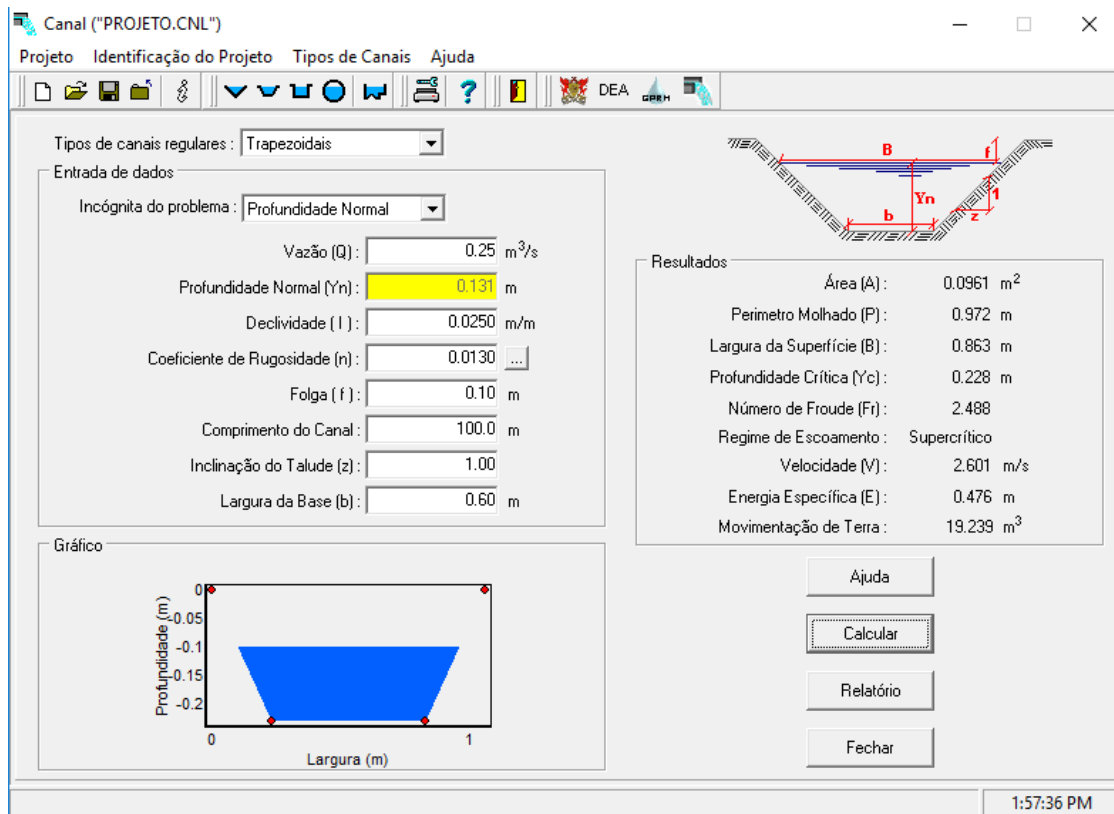 Canal ("PROJETO.CNL")
Projeto Identificação do Projeto Tipos de Canais Ajuda
DEA GPRH
Tipos de canais regulares : Trapezoidais
Entrada de dados
Incógnita do problema : Profundidade Normal
Vazão (Q) : 0.25 m³/s
Profundidade Normal (Yn) : 0.131 m
Declividade ( I ) : 0.0250 m/m
Coeficiente de Rugosidade (n) : 0.0130 ...
Folga ( f ) : 0.10 m
Comprimento do Canal : 100.0 m
Inclinação do Talude (z) : 1.00
Largura da Base (b) : 0.60 m
Gráfico
Profundidade (m)
0
-0.05
-0.1
-0.15
-0.2
0 1
Largura (m)
B f
Yn 1
b z
Resultados
Área (A) : 0.0961 m²
Perimetro Molhado (P) : 0.972 m
Largura da Superfície (B) : 0.863 m
Profundidade Crítica (Yc) : 0.228 m
Número de Froude (Fr) : 2.488
Regime de Escoamento : Supercrítico
Velocidade (V) : 2.601 m/s
Energia Específica (E) : 0.476 m
Movimentação de Terra : 19.239 m³
Ajuda
Calcular
Relatório
Fechar
1:57:36 PM